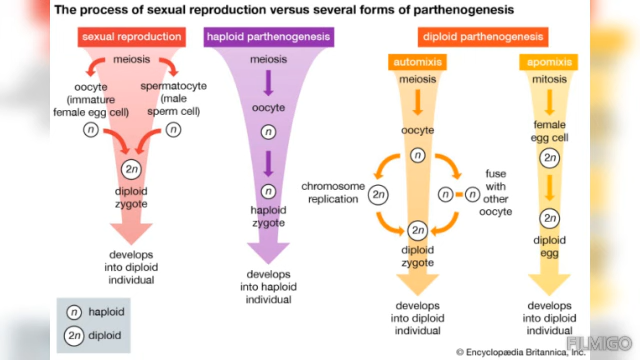 The process of sexual reproduction versus several forms of parthenogenesis
sexual reproduction
meiosis
oocyte
(immature
female egg cell)
spermatocyte
(male
sperm cell)
n
n
2n
diploid
zygote
develops
into diploid
individual
haploid parthenogenesis
meiosis
oocyte
n
n
haploid
zygote
develops
into haploid
individual
diploid parthenogenesis
automixis
meiosis
oocyte
n
chromosome
replication
2n
n
n
fuse
with
other
oocyte
2n
diploid
zygote
develops
into diploid
individual
apomixis
mitosis
female
egg cell
2n
2n
diploid
egg
develops
into diploid
individual
n haploid
2n diploid
FILMIGO
© Encyclopædia Britannica, Inc.